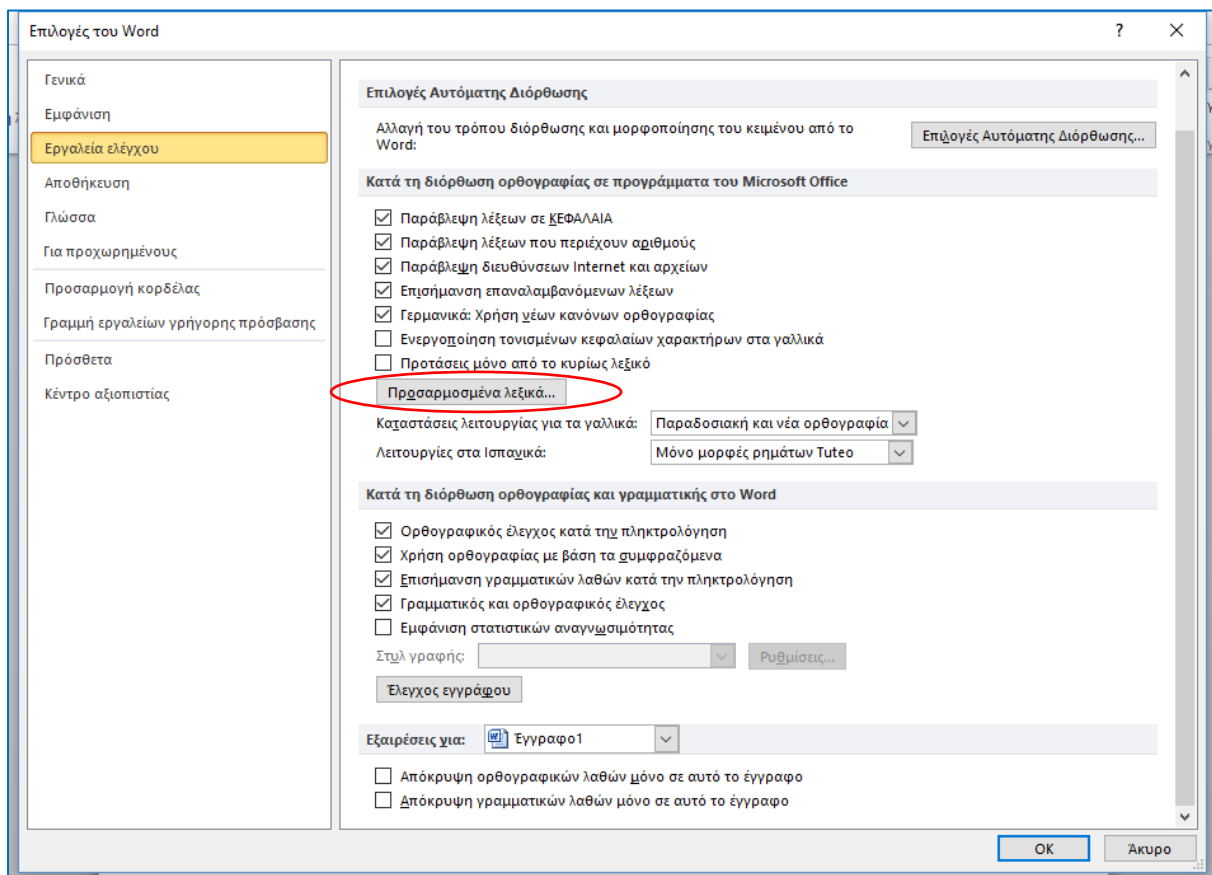 Επιλογές του Word
?
Γενικά
Εμφάνιση
Εργαλεία ελέγχου
Αποθήκευση
Γλώσσα
Για προχωρημένους
Προσαρμογή κορδέλας
Γραμμή εργαλείων γρήγορης πρόσβασης
Πρόσθετα
Κέντρο αξιοπιστίας
Επιλογές Αυτόματης Διόρθωσης
Αλλαγή του τρόπου διόρθωσης και μορφοποίησης του κειμένου από το
Word:
Επιλογές Αυτόματης Διόρθωσης...
Κατά τη διόρθωση ορθογραφίας σε προγράμματα του Microsoft Office
Παράβλεψη λέξεων σε ΚΕΦΑΛΑΙΑ
Παράβλεψη λέξεων που περιέχουν αριθμούς
Παράβλεψη διευθύνσεων Internet και αρχείων
Επισήμανση επαναλαμβανόμενων λέξεων
Γερμανικά: Χρήση νέων κανόνων ορθογραφίας
Ενεργοποίηση τονισμένων κεφαλαίων χαρακτήρων στα γαλλικά
Προτάσεις μόνο από το κυρίως λεξικό
Προσαρμοσμένα λεξικά...
Καταστάσεις λειτουργίας για τα γαλλικά: Παραδοσιακή και νέα ορθογραφία
Λειτουργίες στα Ισπανικά: Μόνο μορφές ρημάτων Tuteo
Κατά τη διόρθωση ορθογραφίας και γραμματικής στο Word
Ορθογραφικός έλεγχος κατά την πληκτρολόγηση
Χρήση ορθογραφίας με βάση τα συμφραζόμενα
Επισήμανση γραμματικών λαθών κατά την πληκτρολόγηση
Γραμματικός και ορθογραφικός έλεγχος
Εμφάνιση στατιστικών αναγνωσιμότητας
Στυλ γραφής: Ρυθμίσεις...
Έλεγχος εγγράφου
Εξαιρέσεις για: Έγγραφο1
Απόκρυψη ορθογραφικών λαθών μόνο σε αυτό το έγγραφο
Απόκρυψη γραμματικών λαθών μόνο σε αυτό το έγγραφο
OK
Άκυρο